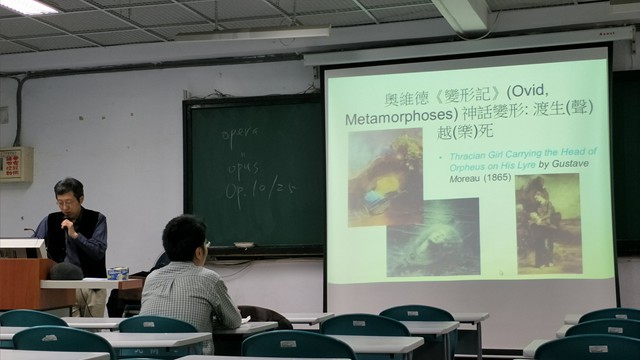 奧維德《變形記》(Ovid,
Metamorphoses) 神話變形: 渡生(聲)
越(樂)死
• Thracian Girl Carrying the Head of
Orpheus on His Lyre by Gustave
Moreau (1865)
opera
opus
Op. 10/25